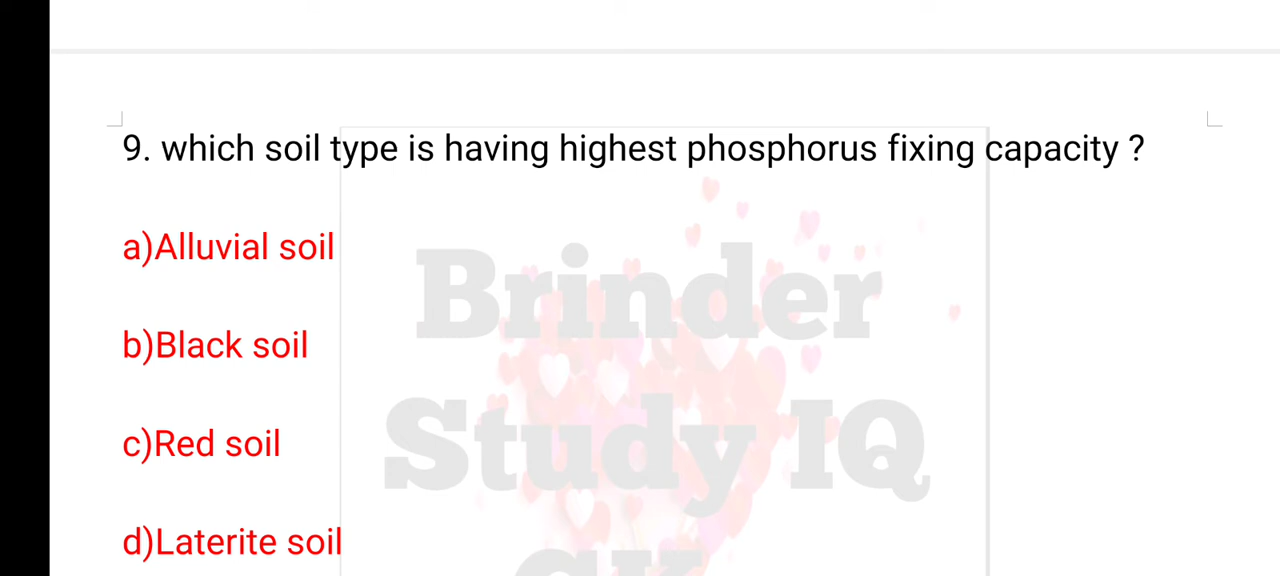 9. which soil type is having highest phosphorus fixing capacity ?
a)Alluvial soil
Brinder
b)Black soil
Study IQ
c)Red soil
d)Laterite soil
GK